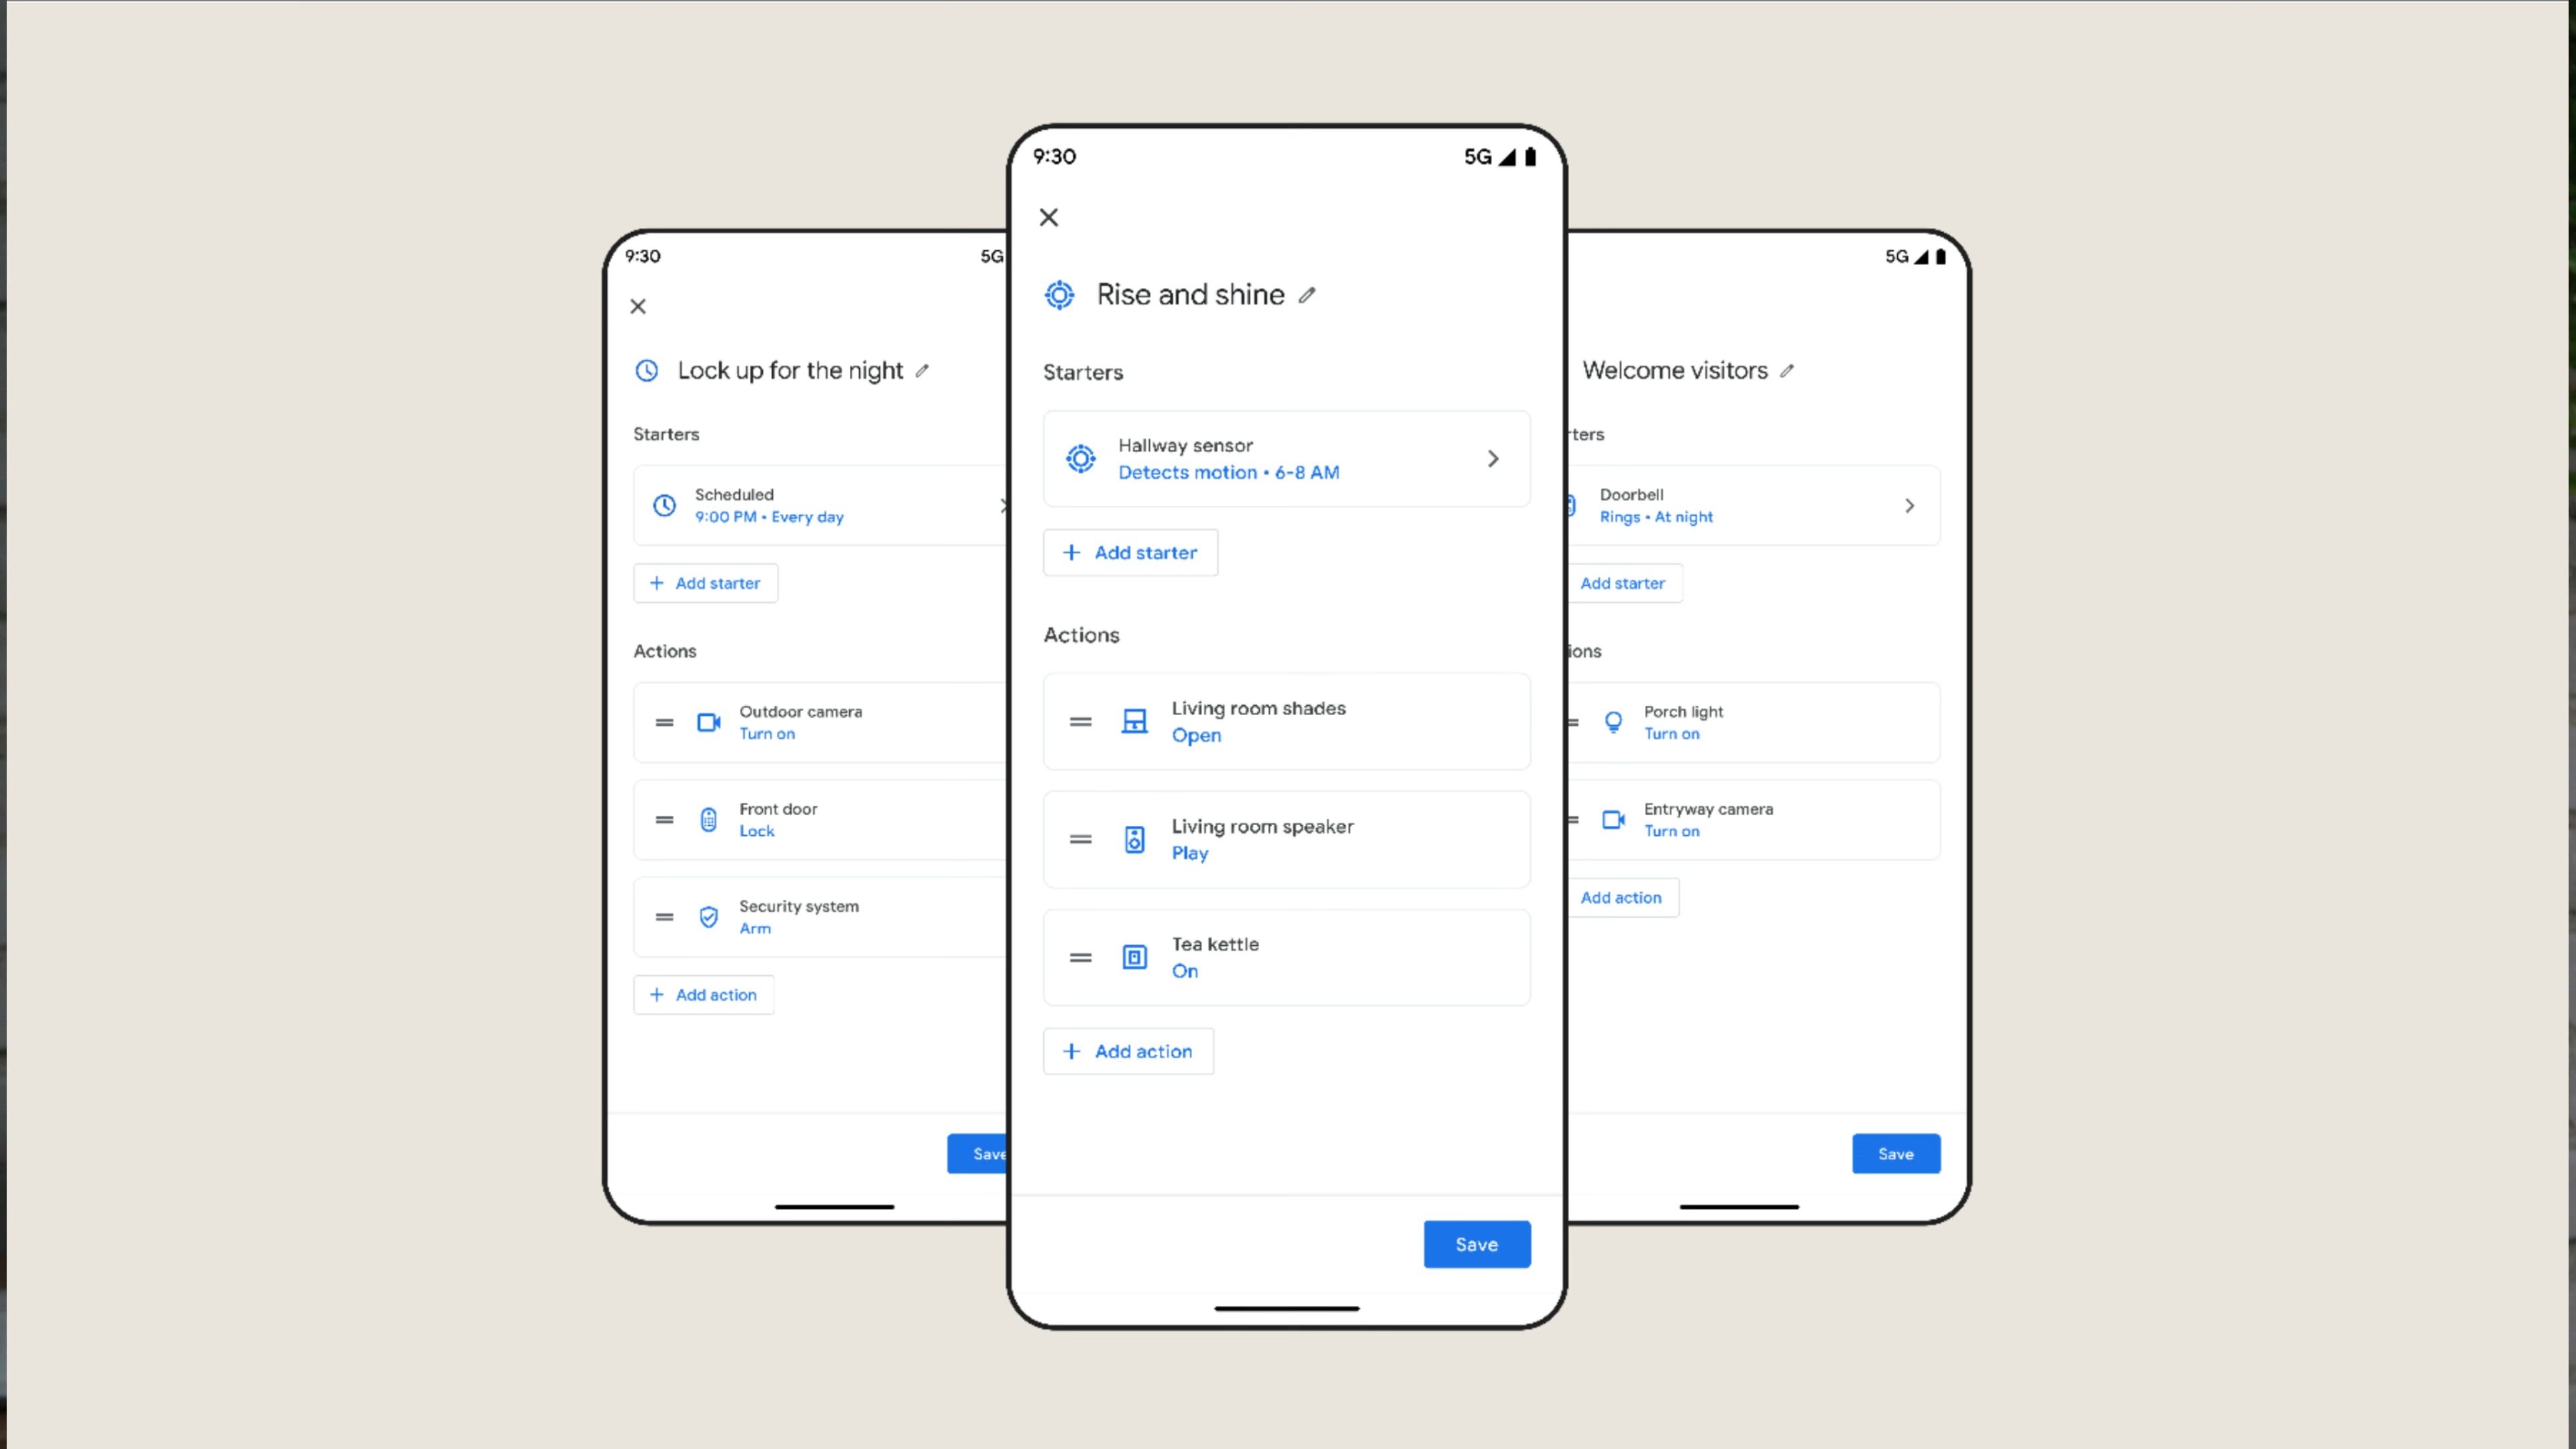 9:30 5G
Lock up for the night
Starters
Scheduled
9:00 PM • Every day
+ Add starter
Actions
Outdoor camera
Turn on
Front door
Lock
Security system
Arm
+ Add action
Save
9:30 5G
Rise and shine
Starters
Hallway sensor
Detects motion • 6-8 AM
+ Add starter
Actions
Living room shades
Open
Living room speaker
Play
Tea kettle
On
+ Add action
Save
5G
Welcome visitors
rters
Doorbell
Rings • At night
Add starter
ions
Porch light
Turn on
Entryway camera
Turn on
Add action
Save